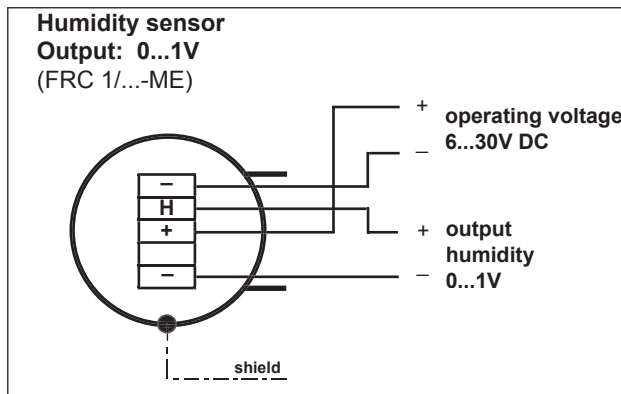 Humidity sensor
Output: 0...1V
(FRC 1/...-ME)
+ operating voltage
6...30V DC
–
–
H
+
–
+ output
humidity
– 0...1V
shield